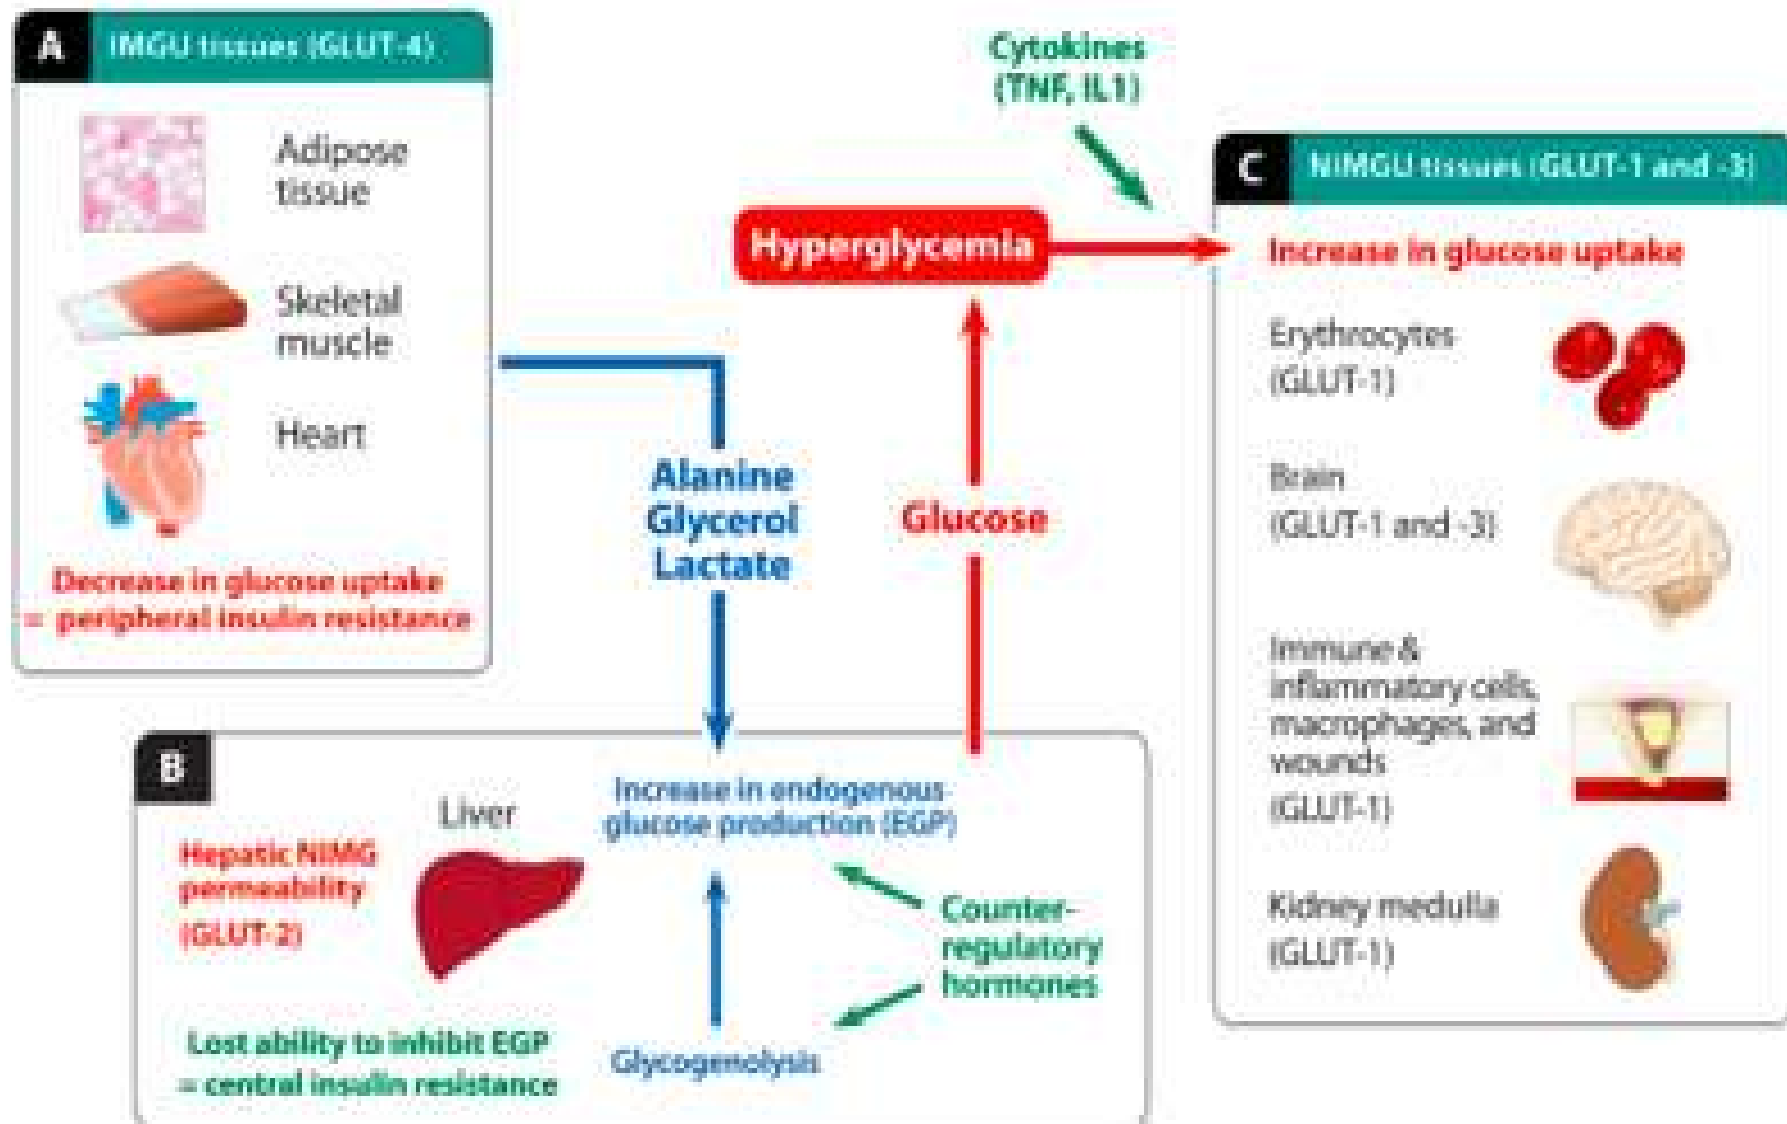 A
IMGU tissues (GLUT-4)
Adipose
tissue
Skeletal
muscle
Heart
Decrease in glucose uptake
= peripheral insulin resistance
Cytokines
(TNF, IL1)
Hyperglycemia
Alanine
Glycerol
Lactate
Glucose
C
NIMGU tissues (GLUT-1 and -3)
Increase in glucose uptake
Erythrocytes
(GLUT-1)
Brain
(GLUT-1 and -3)
Immune &
inflammatory cells,
macrophages, and
wounds
(GLUT-1)
Kidney medulla
(GLUT-1)
B
Liver
Hepatic NIMG
permeability
(GLUT-2)
Lost ability to inhibit EGP
= central insulin resistance
Increase in endogenous
glucose production (EGP)
Counter-
regulatory
hormones
Glycogenolysis